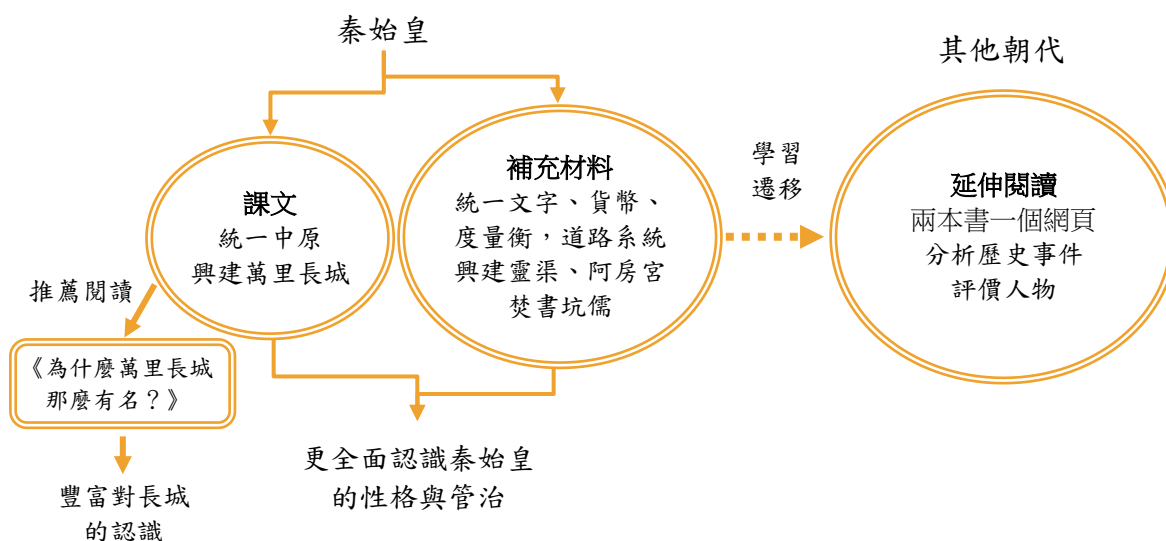 秦始皇
其他朝代
課文
統一中原
興建萬里長城
補充材料
統一文字、貨幣、
度量衡，道路系統
興建靈渠、阿房宮
焚書坑儒
學習
遷移
延伸閱讀
兩本書一個網頁
分析歷史事件
評價人物
推薦閱讀
《為什麼萬里長城
那麼有名？》
豐富對長城
的認識
更全面認識秦始皇
的性格與管治